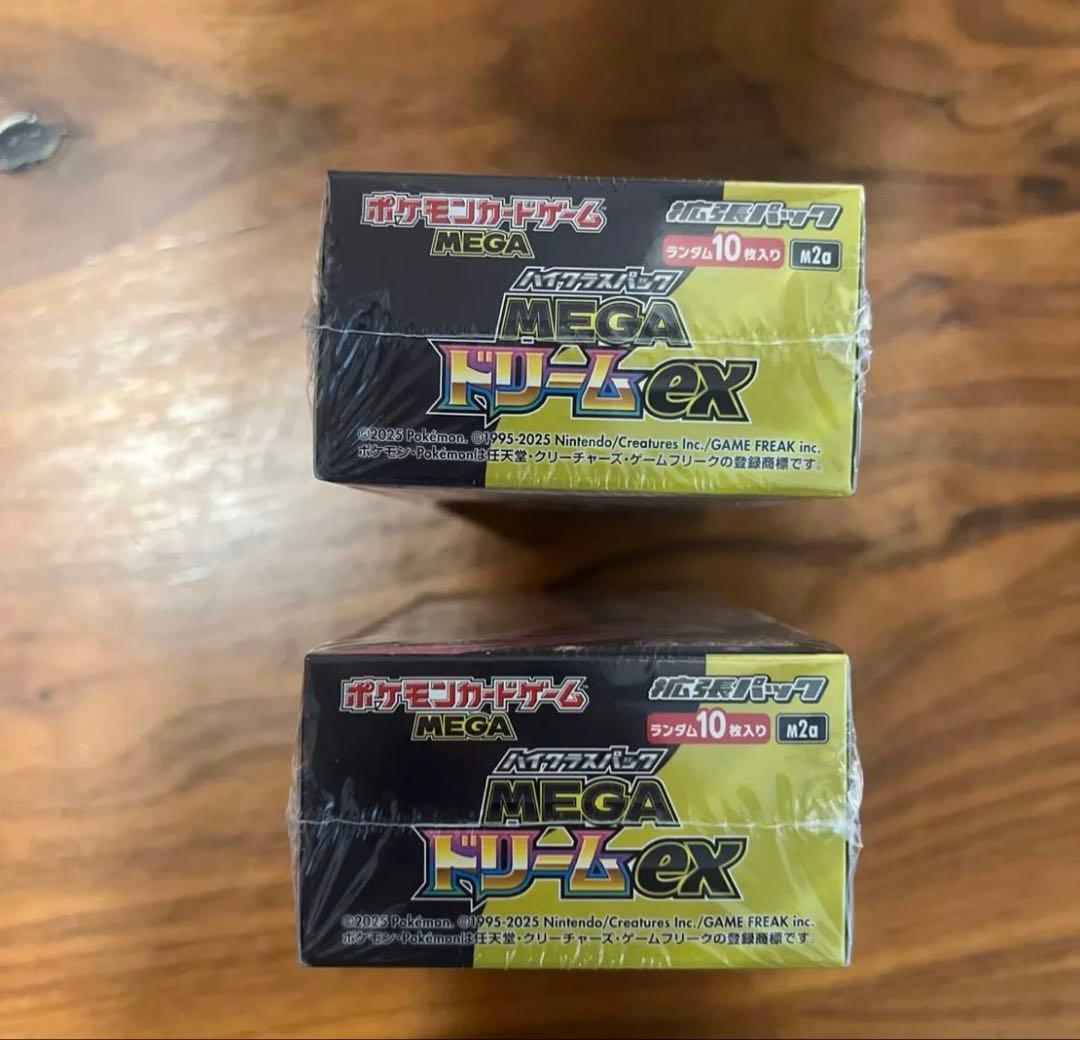 ポケモンカードゲーム
MEGA
拡張パック
ランダム10枚入り M2a
ハイクラスパック
MEGA
ドリームex
©2025 Pokémon. ©1995-2025 Nintendo/Creatures Inc./GAME FREAK inc.
ポケモン・Pokémonは任天堂・クリーチャーズ・ゲームフリークの登録商標です。
ポケモンカードゲーム
MEGA
拡張パック
ランダム10枚入り M2a
ハイクラスパック
MEGA
ドリームex
©2025 Pokémon. ©1995-2025 Nintendo/Creatures Inc./GAME FREAK inc.
ポケモン・Pokémonは任天堂・クリーチャーズ・ゲームフリークの登録商標です。